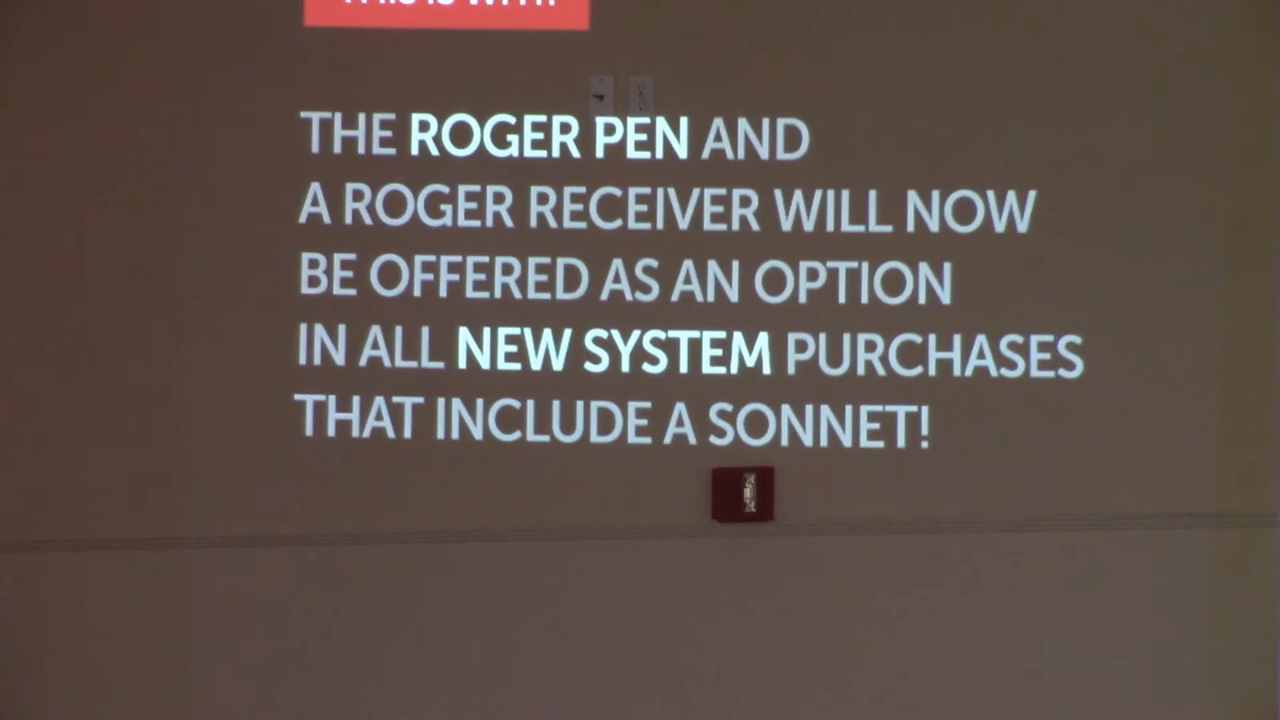 THE ROGER PEN AND
A ROGER RECEIVER WILL NOW
BE OFFERED AS AN OPTION
IN ALL NEW SYSTEM PURCHASES
THAT INCLUDE A SONNET!